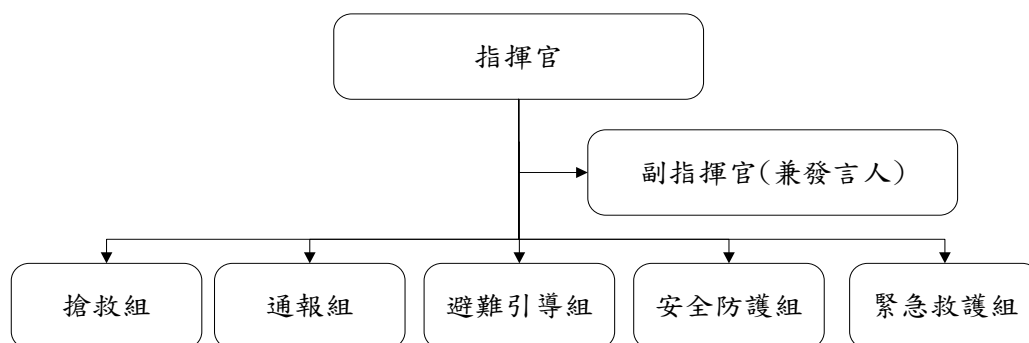 指揮官
副指揮官(兼發言人)
搶救組
通報組
避難引導組
安全防護組
緊急救護組